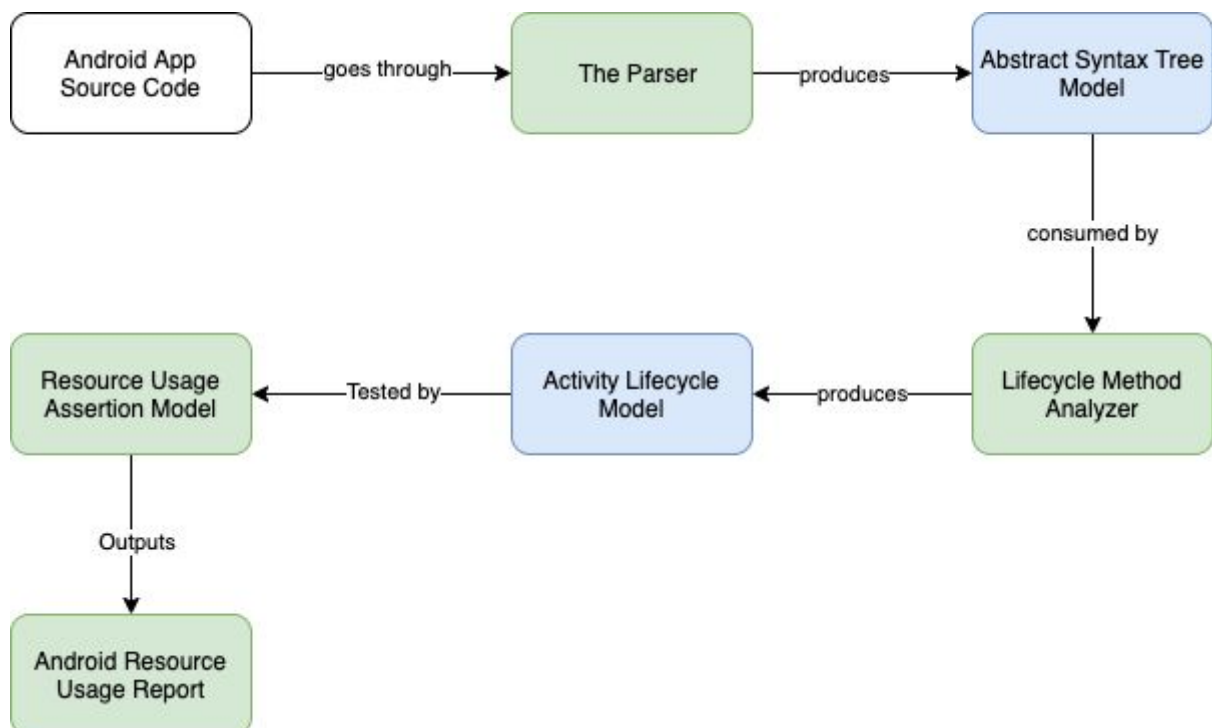 Android App
Source Code
goes through
The Parser
produces
Abstract Syntax Tree
Model
consumed by
Lifecycle Method
Analyzer
produces
Activity Lifecycle
Model
Tested by
Resource Usage
Assertion Model
Outputs
Android Resource
Usage Report